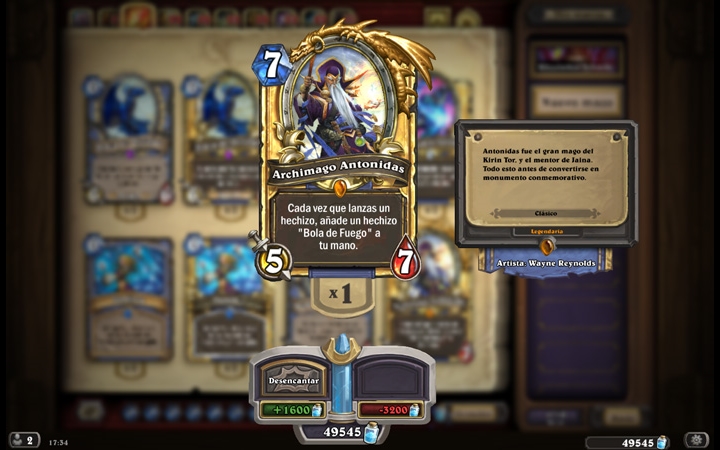 7
Archimago Antonidas
Cada vez que lanzas un
hechizo, añade un hechizo
"Bola de Fuego" a
tu mano.
5
7
x1
Antonidas fue el gran mago del
Kirin Tor, y el mentor de Jaina.
Todo esto antes de convertirse en
monumento conmemorativo.
Clásico
Legendaria
Artista: Wayne Reynolds
Desencantar
+1600
-3200
49545
2
17:34
49545